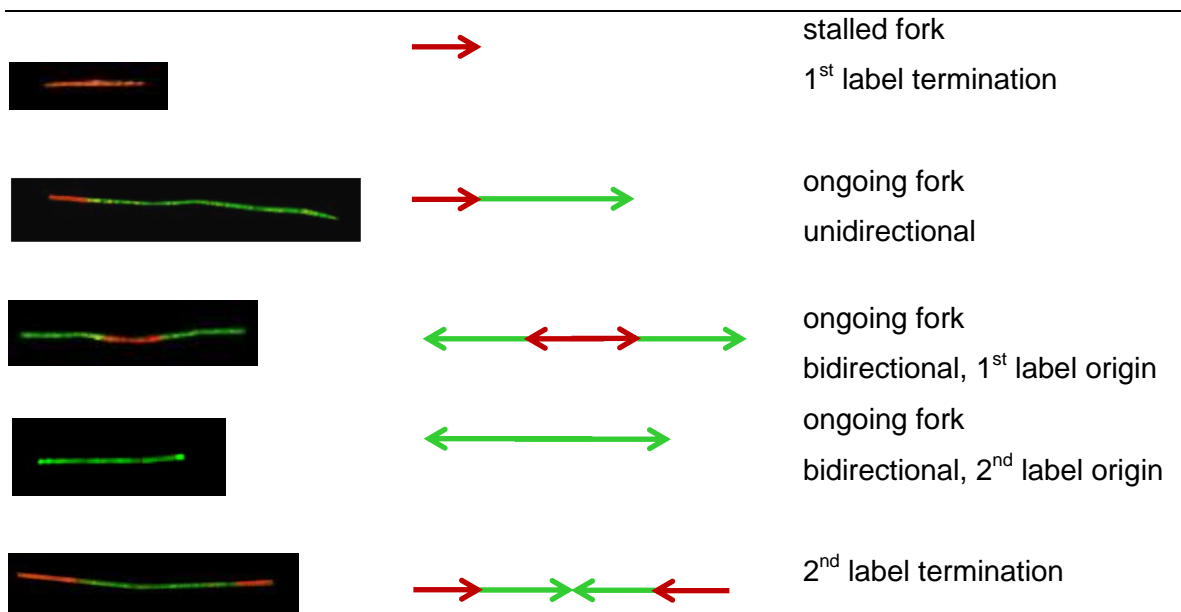 stalled fork
1st label termination
ongoing fork
unidirectional
ongoing fork
bidirectional, 1st label origin
ongoing fork
bidirectional, 2nd label origin
2nd label termination